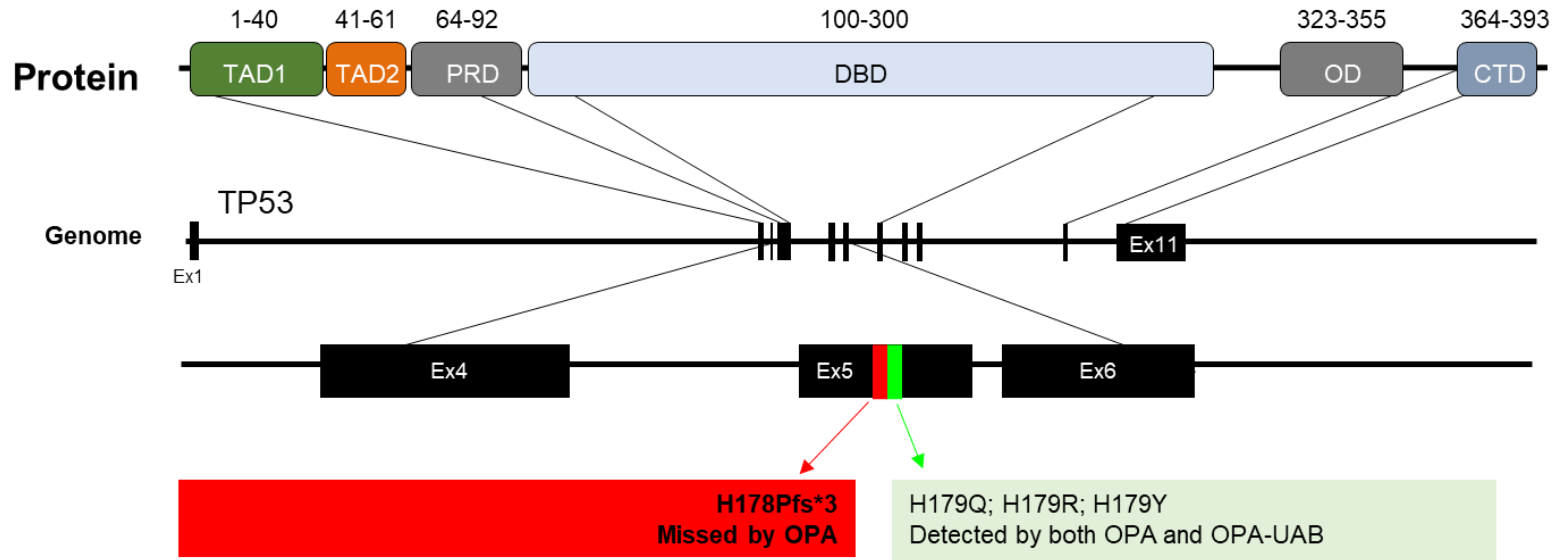 1-40 41-61 64-92 100-300 323-355 364-393
Protein TAD1 TAD2 PRD DBD OD CTD
TP53
Genome Ex11
Ex1
Ex4 Ex5 Ex6
H178Pfs*3
Missed by OPA
H179Q; H179R; H179Y
Detected by both OPA and OPA-UAB